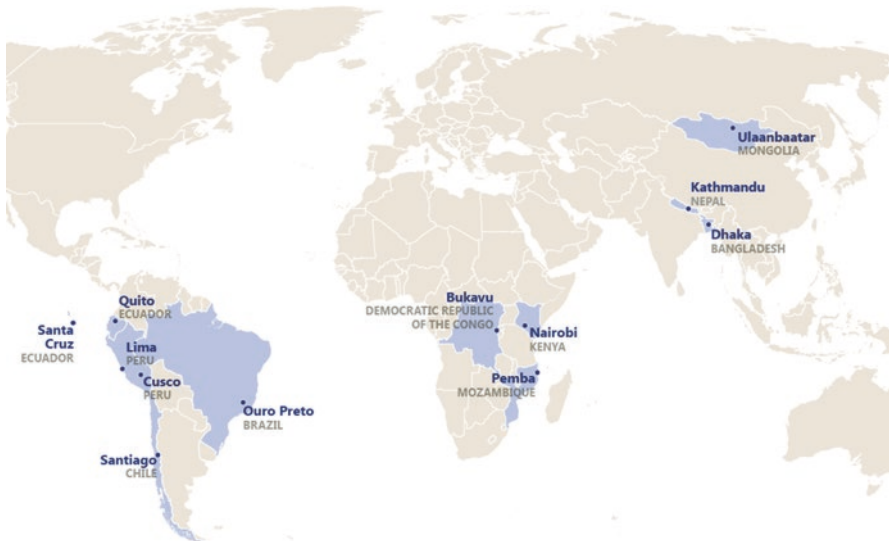 Ulaanbaatar
MONGOLIA
Kathmandu
NEPAL
Dhaka
BANGLADESH
Quito
ECUADOR
Santa
Cruz
ECUADOR
Lima
PERU
Cusco
PERU
Ouro Preto
BRAZIL
Santiago
CHILE
Bukavu
DEMOCRATIC REPUBLIC
OF THE CONGO
Nairobi
KENYA
Pemba
MOZAMBIQUE